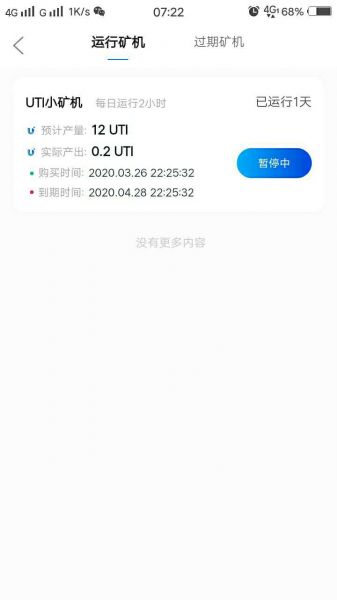 4G G 1K/s 07:22 4G 68%
运行矿机 过期矿机
UTI小矿机 每日运行2小时 已运行1天
预计产量: 12 UTI
实际产出: 0.2 UTI
暂停中
购买时间: 2020.03.26 22:25:32
到期时间: 2020.04.28 22:25:32
没有更多内容